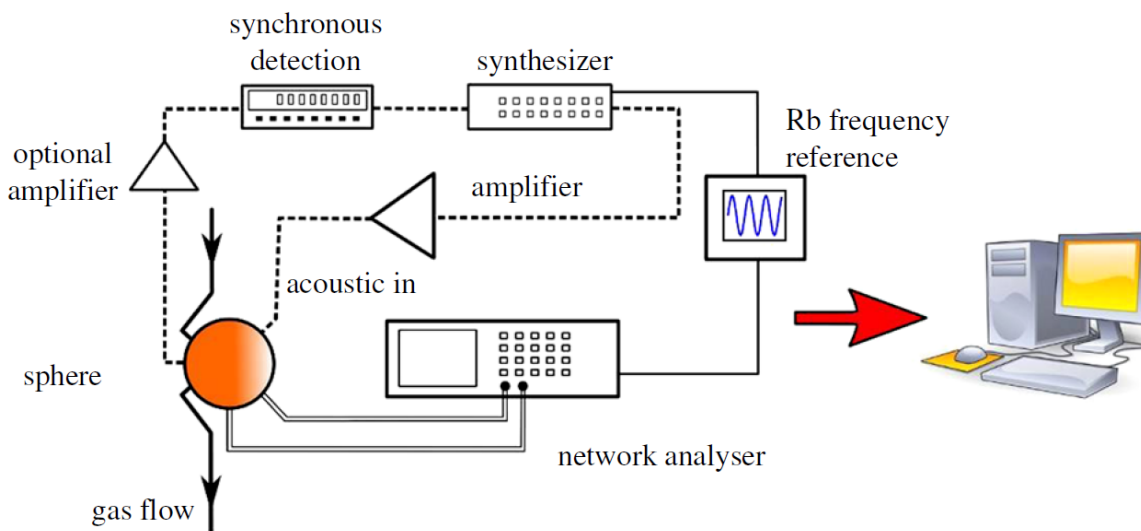 synchronous
detection
synthesizer
Rb frequency
reference
optional
amplifier
amplifier
acoustic in
sphere
network analyser
gas flow